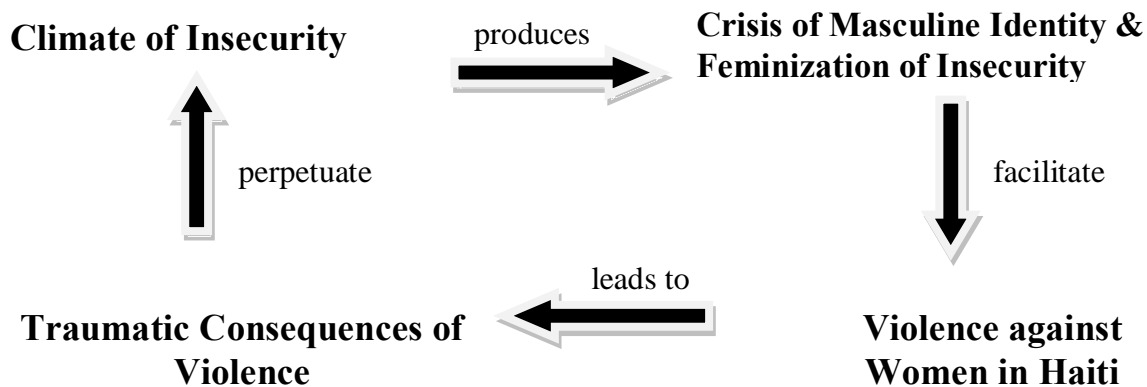 Climate of Insecurity
produces
Crisis of Masculine Identity &
Feminization of Insecurity
perpetuate
facilitate
leads to
Traumatic Consequences of
Violence
Violence against
Women in Haiti